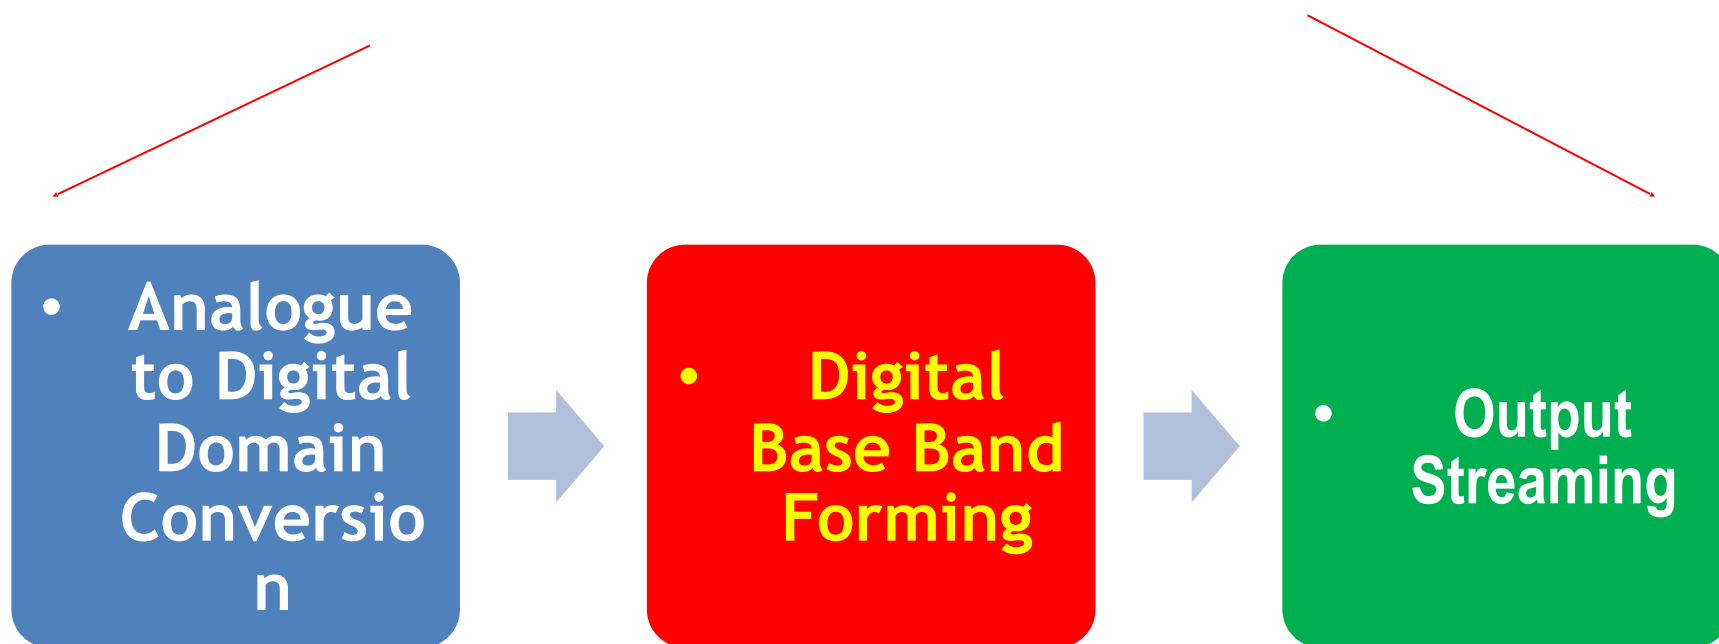 • Analogue
to Digital
Domain
Conversio
n
• Digital
Base Band
Forming
• Output
Streaming